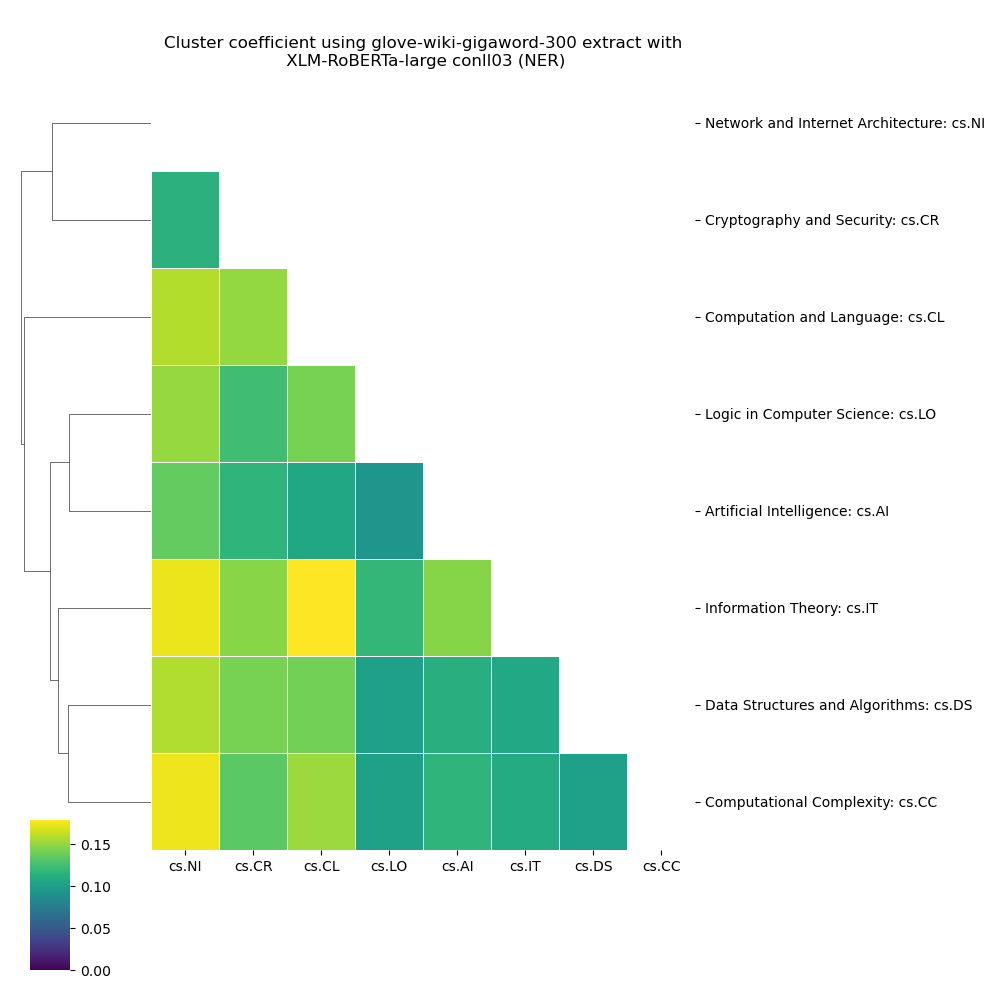 Cluster coefficient using glove-wiki-gigaword-300 extract with
XLM-RoBERTa-large conll03 (NER)
Network and Internet Architecture: cs.NI
Cryptography and Security: cs.CR
Computation and Language: cs.CL
Logic in Computer Science: cs.LO
Artificial Intelligence: cs.AI
Information Theory: cs.IT
Data Structures and Algorithms: cs.DS
Computational Complexity: cs.CC
cs.NI cs.CR cs.CL cs.LO cs.AI cs.IT cs.DS cs.CC
0.15
0.10
0.05
0.00